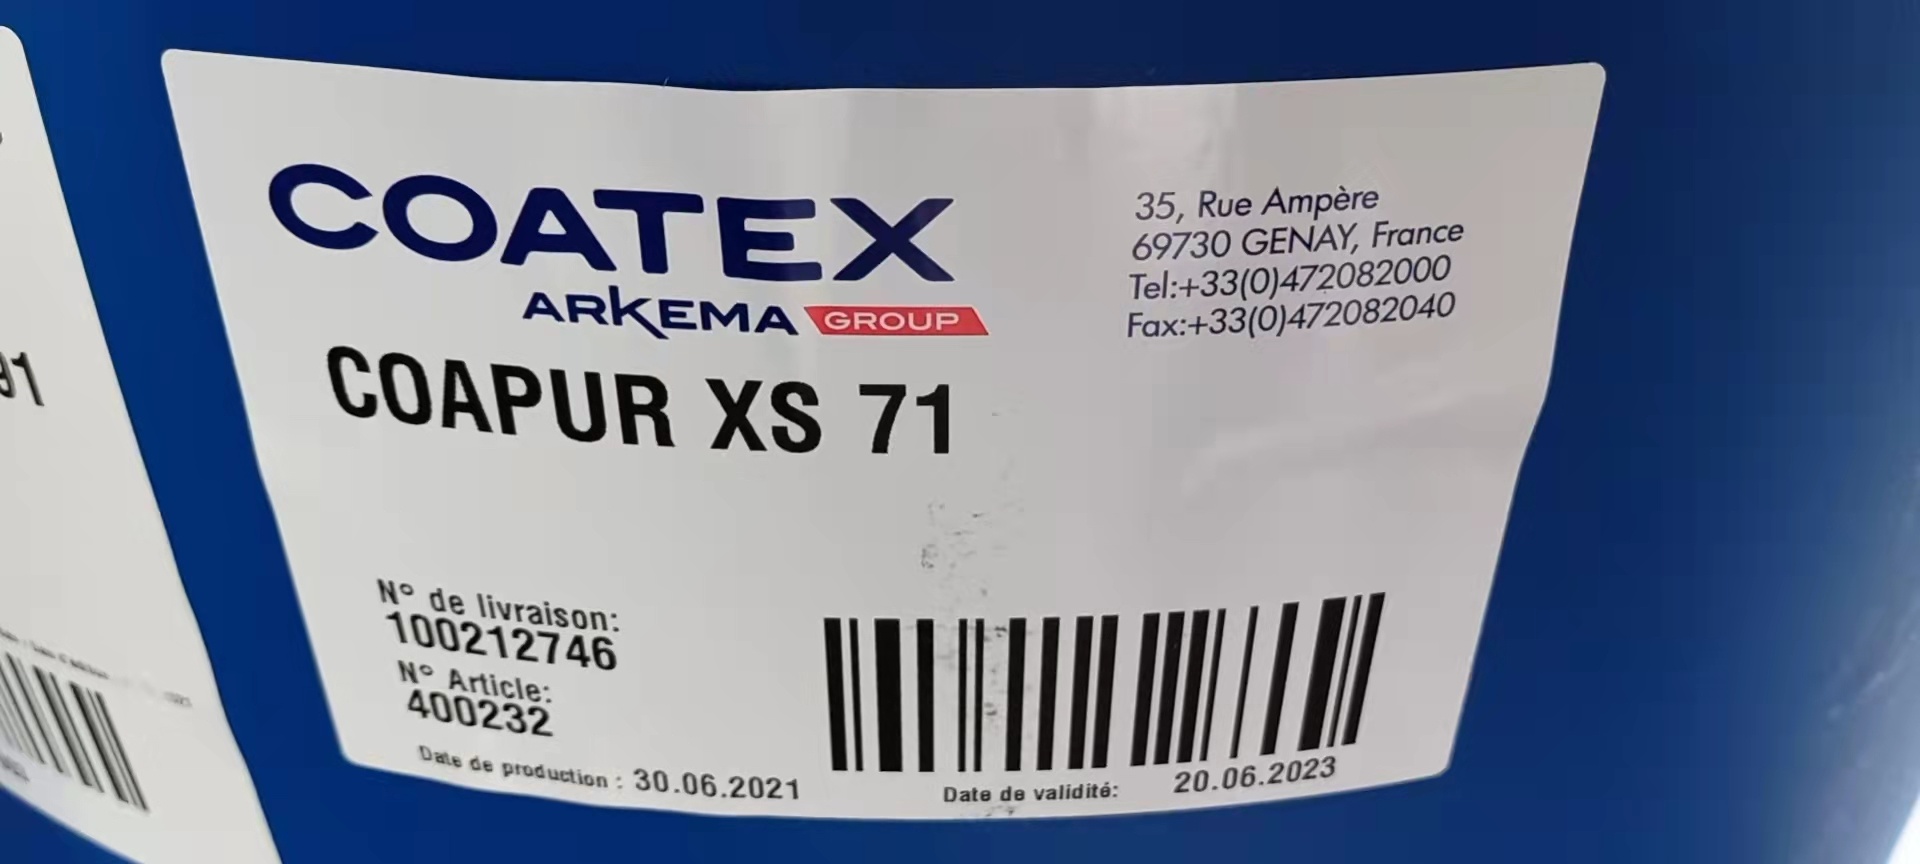 COATEX
ARKEMA GROUP
35, Rue Ampère
69730 GENAY, France
Tel:+33(0)472082000
Fax:+33(0)472082040
COAPUR XS 71
N° de livraison:
100212746
N° Article:
400232
Date de production : 30.06.2021
Date de validité: 20.06.2023
91